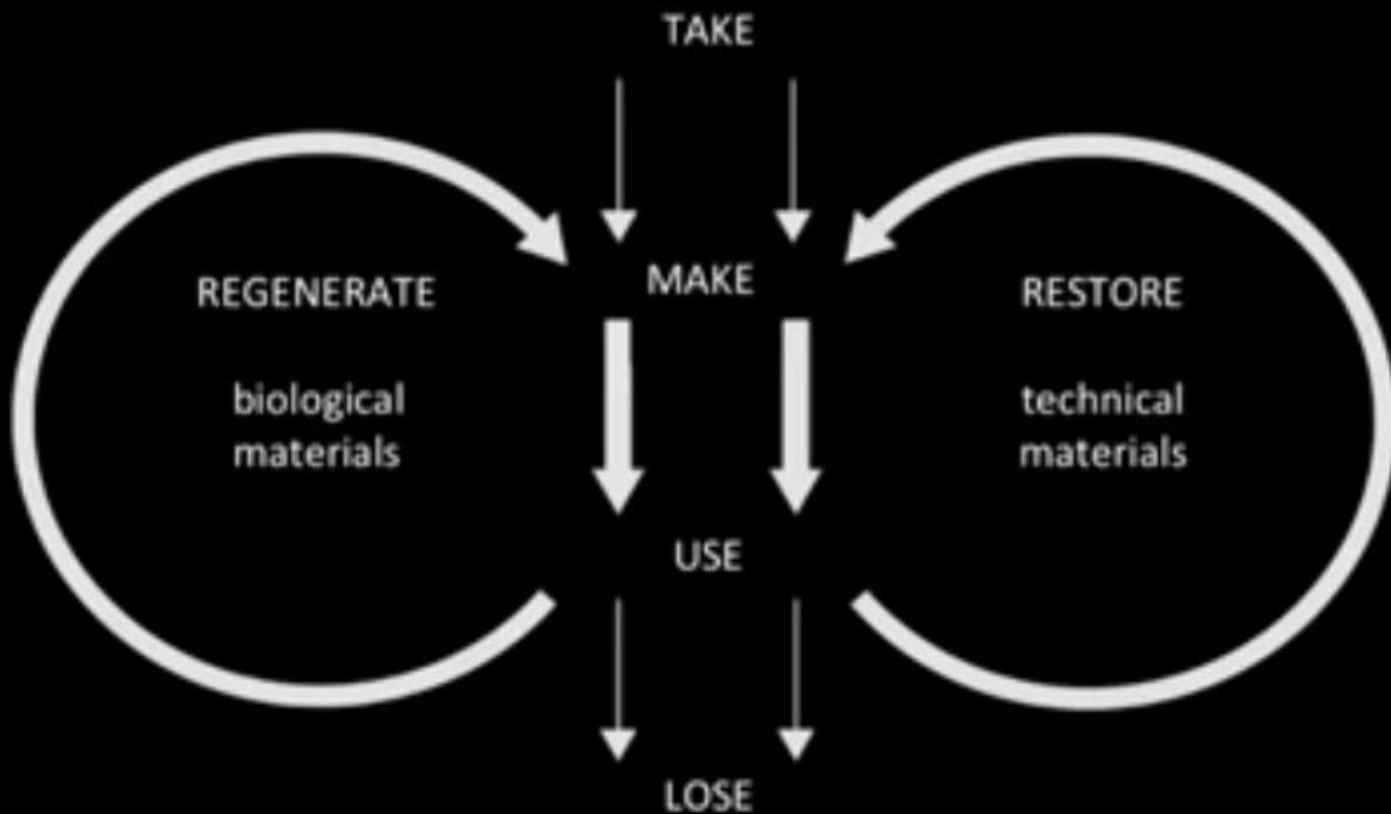 TAKE
MAKE
REGENERATE
biological
materials
RESTORE
technical
materials
USE
LOSE